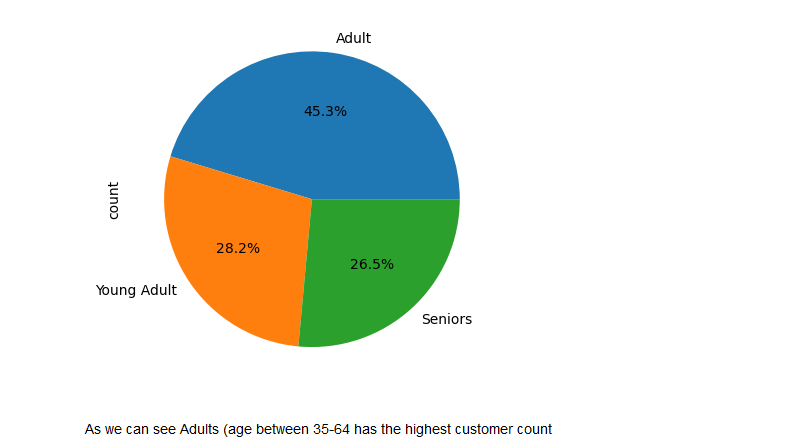 Adult
45.3%
count
28.2%
26.5%
Young Adult
Seniors
As we can see Adults (age between 35-64 has the highest customer count